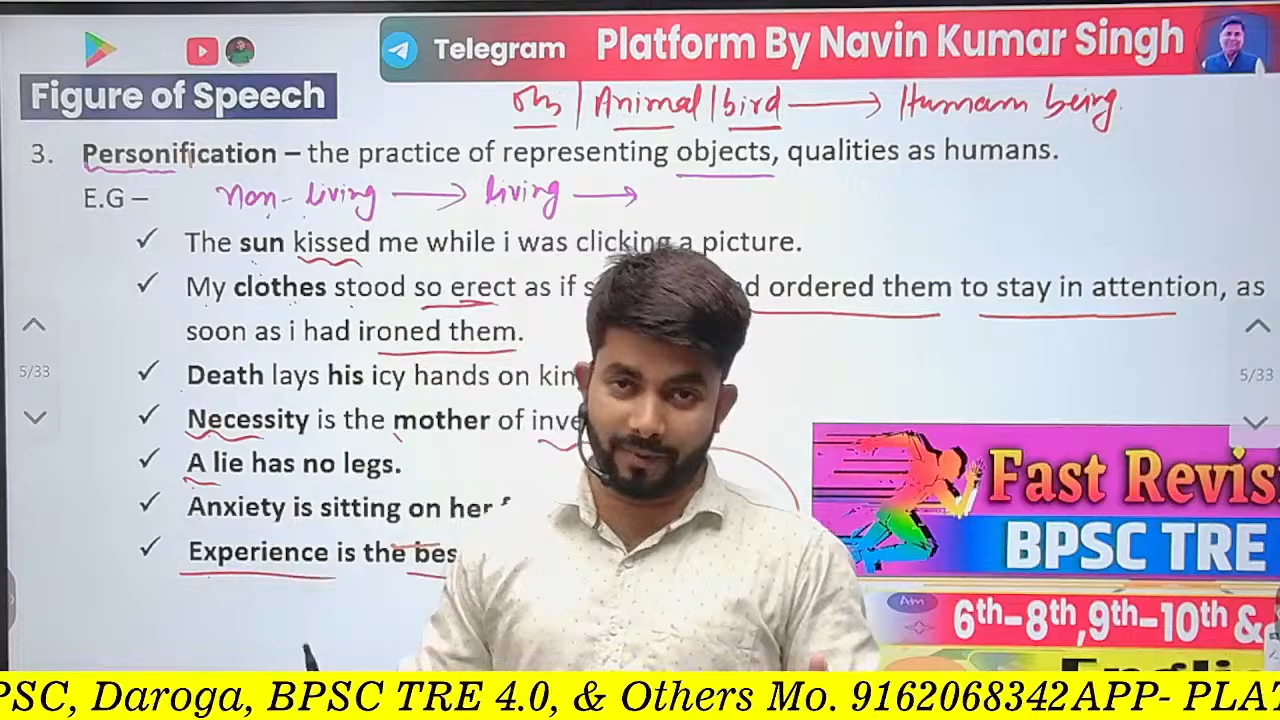 Telegram Platform By Navin Kumar Singh
Figure of Speech
Obj | Animal | bird → Humam being.
3. Personification – the practice of representing objects, qualities as humans.
E.G – Non-living → living →
✓ The sun kissed me while i was clicking a picture.
✓ My clothes stood so erect as if ordered them to stay in attention, as
soon as i had ironed them.
✓ Death lays his icy hands on
✓ Necessity is the mother of
✓ A lie has no legs.
✓ Anxiety is sitting on her
✓ Experience is the
5/33
5/33
Fast Revis
BPSC TRE
Am
6th-8th,9th-10th &
PSC, Daroga, BPSC TRE 4.0, & Others Mo. 9162068342APP- PLAT